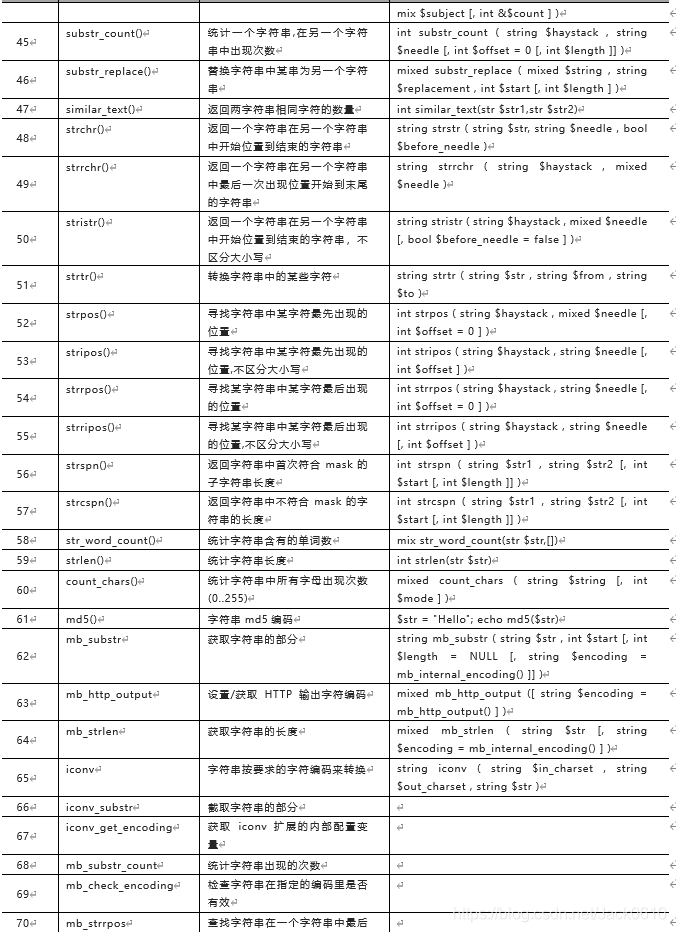 mix $subject [, int &$count ] )
45 substr_count() 统计一个字符串,在另一个字符 int substr_count ( string $haystack , string
串中出现次数 $needle [, int $offset = 0 [, int $length ]] )
46 substr_replace() 替换字符串中某串为另一个字符 mixed substr_replace ( mixed $string , string
串 $replacement , int $start [, int $length ] )
47 similar_text() 返回两字符串相同字符的数量 int similar_text(str $str1,str $str2)
48 strchr() 返回一个字符串在另一个字符串 string strstr ( string $str, string $needle , bool
中开始位置到结束的字符串 $before_needle )
49 strrchr() 返回一个字符串在另一个字符串 string strrchr ( string $haystack , mixed
中最后一次出现位置开始到末尾 $needle )
的字符串
50 stristr() 返回一个字符串在另一个字符串 string stristr ( string $haystack , mixed $needle
中开始位置到结束的字符串，不 [, bool $before_needle = false ] )
区分大小写
51 strtr() 转换字符串中的某些字符 string strtr ( string $str , string $from , string
$to )
52 strpos() 寻找字符串中某字符最先出现的 int strpos ( string $haystack , mixed $needle [,
位置 int $offset = 0 ] )
53 stripos() 寻找字符串中某字符最先出现的 int stripos ( string $haystack , string $needle [,
位置,不区分大小写 int $offset ] )
54 strrpos() 寻找某字符串中某字符最后出现 int strrpos ( string $haystack , string $needle [,
的位置 int $offset = 0 ] )
55 strripos() 寻找某字符串中某字符最后出现 int strripos ( string $haystack , string $needle
的位置,不区分大小写 [, int $offset ] )
56 strspn() 返回字符串中首次符合 mask 的 int strspn ( string $str1 , string $str2 [, int
子字符串长度 $start [, int $length ]] )
57 strcspn() 返回字符串中不符合 mask 的字 int strcspn ( string $str1 , string $str2 [, int
符串的长度 $start [, int $length ]] )
58 str_word_count() 统计字符串含有的单词数 mix str_word_count(str $str,[])
59 strlen() 统计字符串长度 int strlen(str $str)
60 count_chars() 统计字符串中所有字母出现次数 mixed count_chars ( string $string [, int
(0..255) $mode ] )
61 md5() 字符串 md5 编码 $str = "Hello"; echo md5($str)
62 mb_substr 获取字符串的部分 string mb_substr ( string $str , int $start [, int
$length = NULL [, string $encoding =
mb_internal_encoding() ]] )
63 mb_http_output 设置/获取 HTTP 输出字符编码 mixed mb_http_output ([ string $encoding =
mb_http_output() ] )
64 mb_strlen 获取字符串的长度 mixed mb_strlen ( string $str [, string
$encoding = mb_internal_encoding() ] )
65 iconv 字符串按要求的字符编码来转换 string iconv ( string $in_charset , string
$out_charset , string $str )
66 iconv_substr 截取字符串的部分
67 iconv_get_encoding 获取 iconv 扩展的内部配置变
量
68 mb_substr_count 统计字符串出现的次数
69 mb_check_encoding 检查字符串在指定的编码里是否
有效
70 mb_strrpos 查找字符串在一个字符串中最后